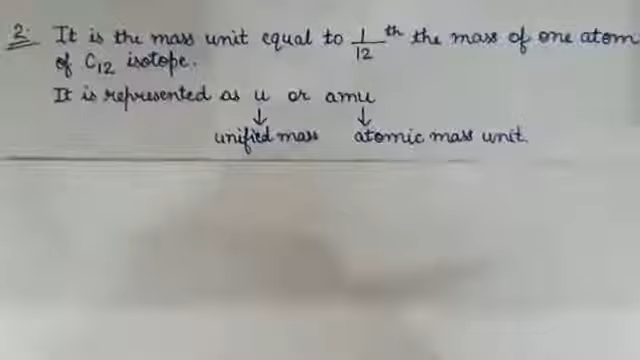 2. It is the mass unit equal to 1/12 th the mass of one atom
of C12 isotope.
It is represented as u or amu
↓ ↓
unified mass atomic mass unit.